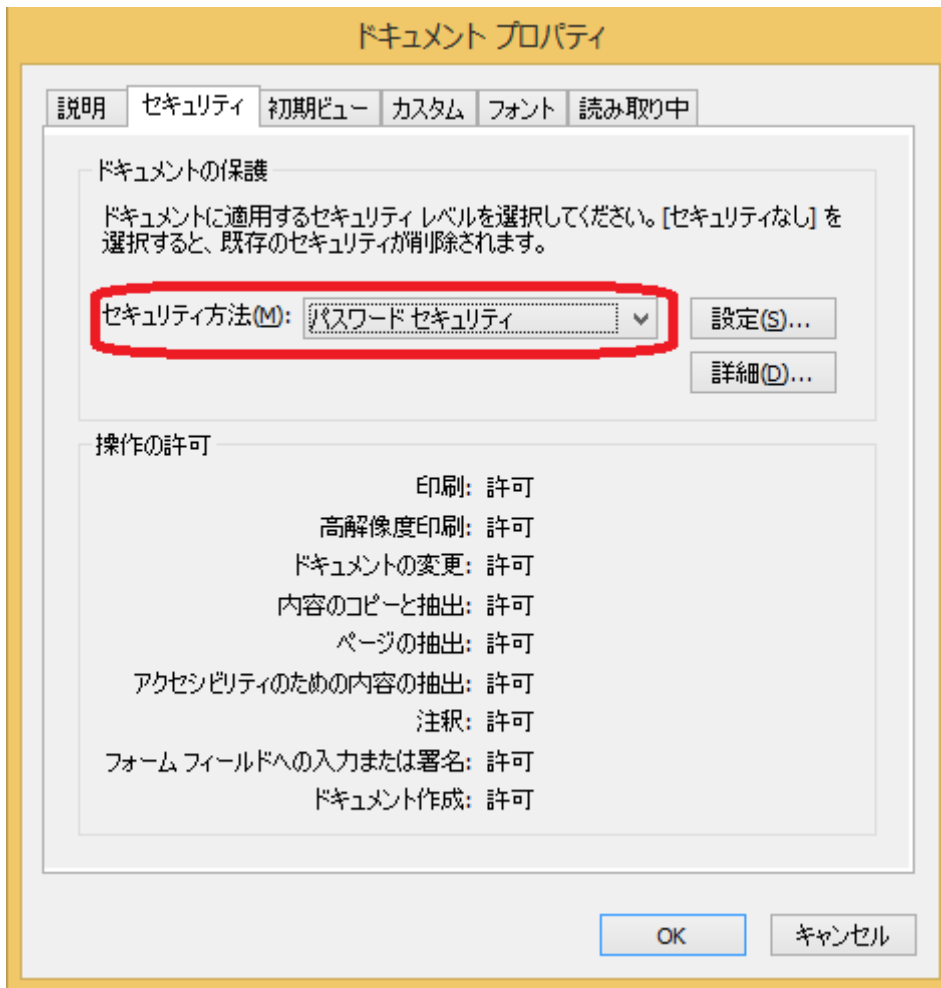 ドキュメント プロパティ
説明 セキュリティ 初期ビュー カスタム フォント 読み取り中
ドキュメントの保護
ドキュメントに適用するセキュリティ レベルを選択してください。[セキュリティなし] を
選択すると、既存のセキュリティが削除されます。
セキュリティ方法(M): パスワード セキュリティ 設定(S)...
詳細(D)...
操作の許可
印刷: 許可
高解像度印刷: 許可
ドキュメントの変更: 許可
内容のコピーと抽出: 許可
ページの抽出: 許可
アクセシビリティのための内容の抽出: 許可
注釈: 許可
フォーム フィールドへの入力または署名: 許可
ドキュメント作成: 許可
OK キャンセル